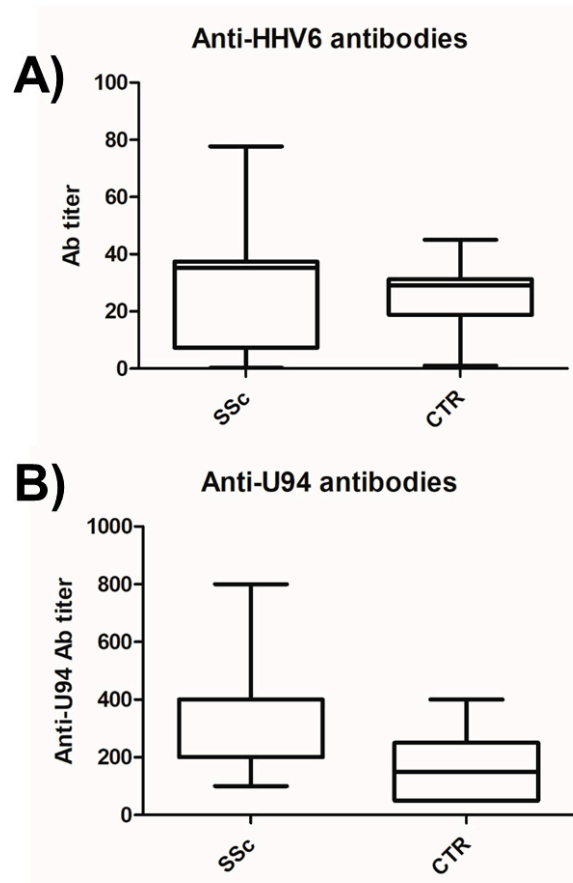 Anti-HHV6 antibodies
A)
100
80
60
40
20
0
Ab titer
SSc
CTR
Anti-U94 antibodies
B)
1000
800
600
400
200
0
Anti-U94 Ab titer
SSc
CTR